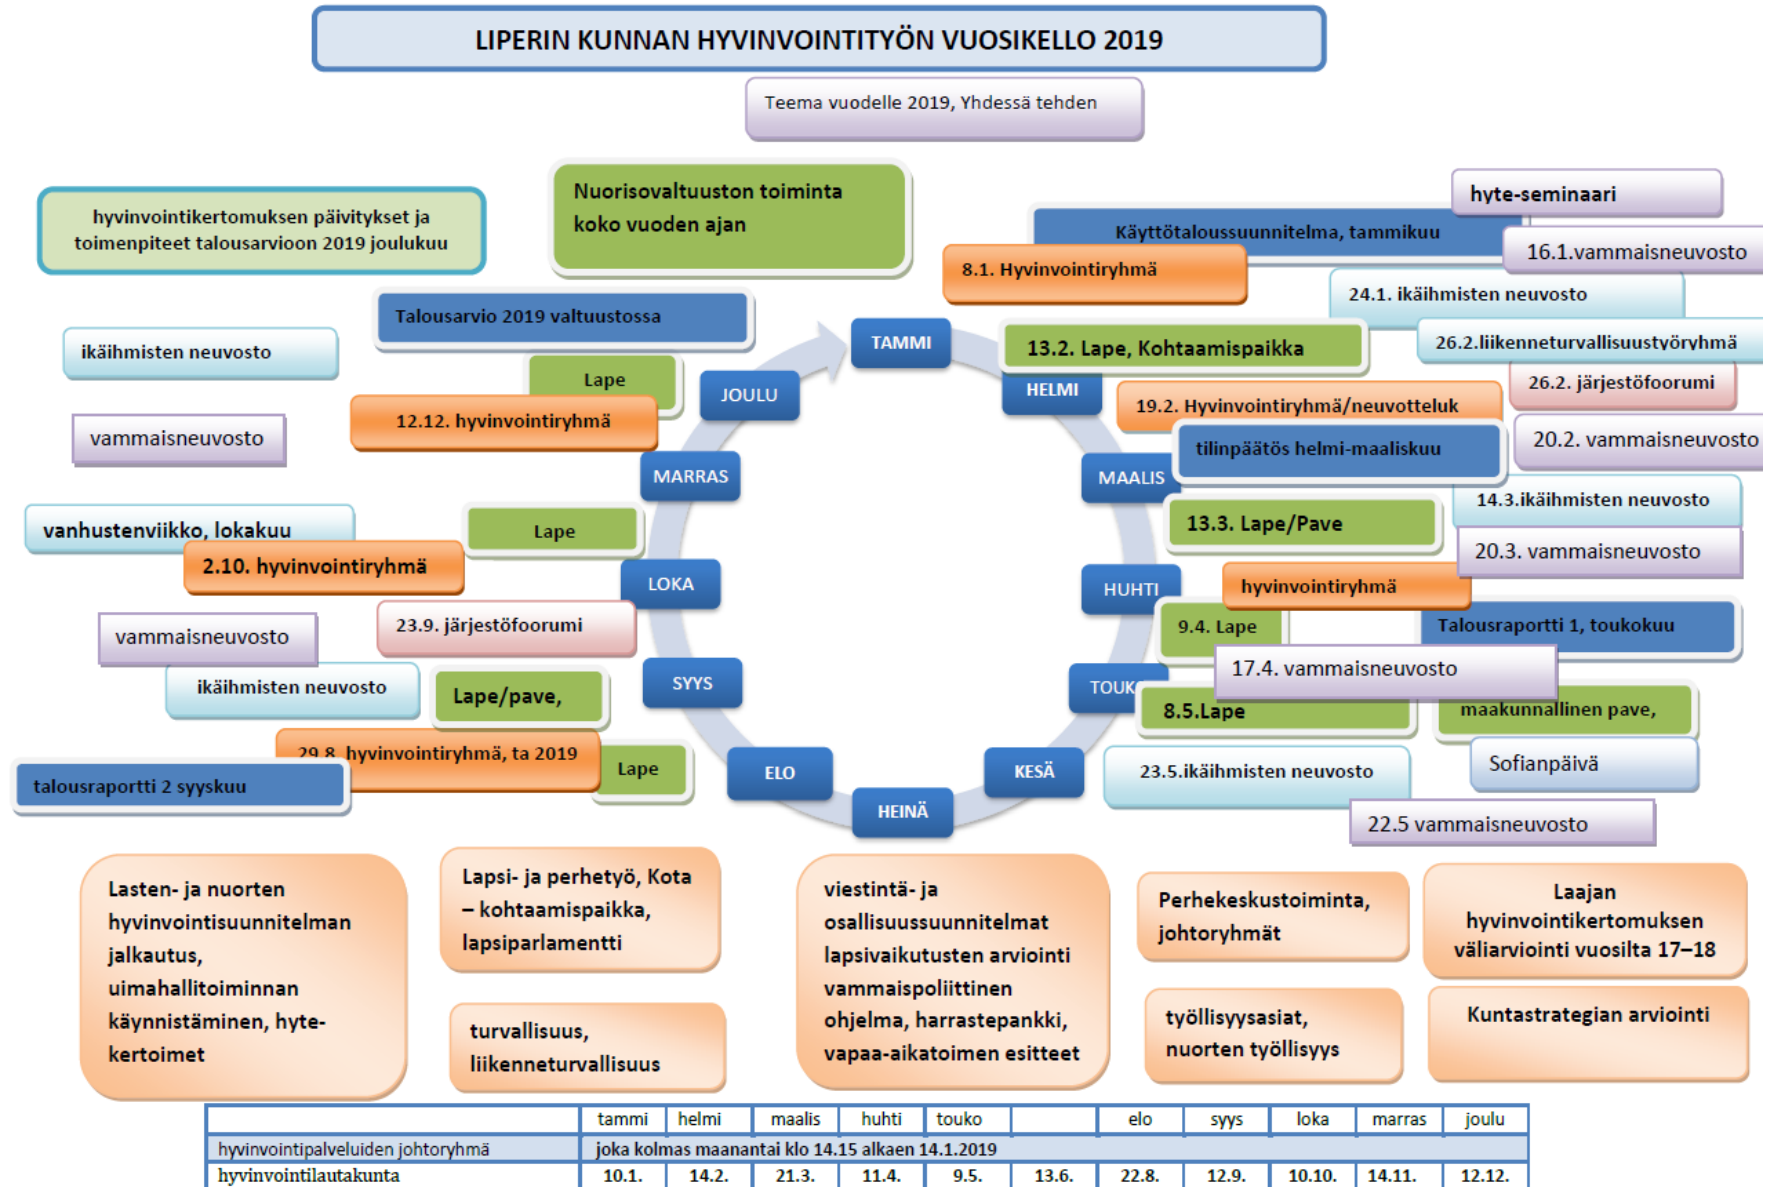 LIPERIN KUNNAN HYVINVOINTITYÖN VUOSIKELLO 2019
Teema vuodelle 2019, Yhdessä tehden
hyvinvointikertomuksen päivitykset ja
toimenpiteet talousarvioon 2019 joulukuu
Nuorisovaltuuston toiminta
koko vuoden ajan
hyte-seminaari
Käyttötaloussuunnitelma, tammikuu
16.1.vammaisneuvosto
8.1. Hyvinvointiryhmä
24.1. ikäihmisten neuvosto
Talousarvio 2019 valtuustossa
ikäihmisten neuvosto
TAMMI
13.2. Lape, Kohtaamispaikka
26.2.liikenneturvallisuustyöryhmä
Lape
JOULU
HELMI
26.2. järjestöfoorumi
12.12. hyvinvointiryhmä
19.2. Hyvinvointiryhmä/neuvotteluk
vammaisneuvosto
20.2. vammaisneuvosto
tilinpäätös helmi-maaliskuu
MARRAS
MAALIS
14.3.ikäihmisten neuvosto
vanhustenviikko, lokakuu
Lape
13.3. Lape/Pave
20.3. vammaisneuvosto
2.10. hyvinvointiryhmä
LOKA
HUHTI
hyvinvointiryhmä
vammaisneuvosto
23.9. järjestöfoorumi
9.4. Lape
Talousraportti 1, toukokuu
17.4. vammaisneuvosto
ikäihmisten neuvosto
Lape/pave,
SYYS
TOUKO
8.5.Lape
maakunnallinen pave,
29.8. hyvinvointiryhmä, ta 2019
Lape
talousraportti 2 syyskuu
ELO
HEINÄ
KESÄ
23.5.ikäihmisten neuvosto
Sofianpäivä
22.5 vammaisneuvosto
Lasten- ja nuorten
hyvinvointisuunnitelman
jalkautus,
uimahallitoiminnan
käynnistäminen, hyte-
kertoimet
Lapsi- ja perhetyö, Kota
– kohtaamispaikka,
lapsiparlamentti
turvallisuus,
liikenneturvallisuus
viestintä- ja
osallisuussuunnitelmat
lapsivaikutusten arviointi
vammaispoliittinen
ohjelma, harrastepankki,
vapaa-aikatoimen esitteet
Perhekeskustoiminta,
johtoryhmät
työllisyysasiat,
nuorten työllisyys
Laajan
hyvinvointikertomuksen
väliarviointi vuosilta 17–18
Kuntastrategian arviointi
tammi helmi maalis huhti touko elo syys loka marras joulu
hyvinvointipalveluiden johtoryhmä joka kolmas maanantai klo 14.15 alkaen 14.1.2019
hyvinvointilautakunta 10.1. 14.2. 21.3. 11.4. 9.5. 13.6. 22.8. 12.9. 10.10. 14.11. 12.12.